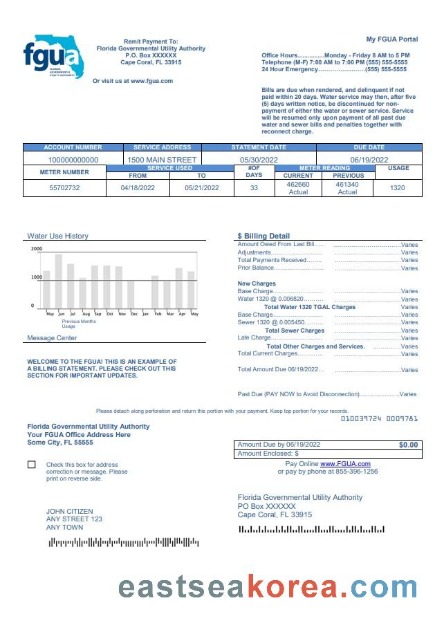 fgua
Remit Payment To:
Florida Governmental Utility Authority
P.O. Box XXXXXX
Cape Coral, FL 33915
Or visit us at www.fgua.com
My FGUA Portal
Office Hours.............Monday - Friday 8 AM to 5 PM
Telephone (M-F) 7:00 AM to 7:00 PM (555) 555-5555
24 Hour Emergency...................(555) 555-5555
Bills are due when rendered, and delinquent if not
paid within 20 days. Water service may then, after five
(5) days written notice, be discontinued for non-
payment of either the water or sewer service. Service
will be resumed only upon payment of all past due
water and sewer bills and penalties together with
reconnect charge.
ACCOUNT NUMBER SERVICE ADDRESS STATEMENT DATE DUE DATE
100000000000 1500 MAIN STREET 05/30/2022 06/19/2022
METER NUMBER SERVICE USED #OF DAYS METER READING USAGE
FROM TO CURRENT PREVIOUS
55702732 04/18/2022 05/21/2022 33 462660 Actual 461340 Actual 1320
Water Use History
2000
1000
0
May Jun Jul Aug Sep Oct Nov Dec Jan Feb Mar Apr May
Previous Months
Usage
Message Center
WELCOME TO THE FGUA! THIS IS AN EXAMPLE OF
A BILLING STATEMENT. PLEASE CHECK OUT THIS
SECTION FOR IMPORTANT UPDATES.
$ Billing Detail
Amount Owed From Last Bill.... Varies
Adjustments.... Varies
Total Payments Received.... Varies
Prior Balance.... Varies
New Charges
Base Charge.... Varies
Water 1320 @ 0.006820.... Varies
Total Water 1320 TGAL Charges Varies
Base Charge.... Varies
Sewer 1320 @ 0.005450.... Varies
Total Sewer Charges Varies
Late Charge.... Varies
Total Other Charges and Services. Varies
Total Current Charges.... Varies
Total Amount Due 06/19/2022.... Varies
Past Due (PAY NOW to Avoid Disconnection)....Varies
Please detach along perforation and return this portion with your payment. Keep top portion for your records.
010039724 0009781
Florida Governmental Utility Authority
Your FGUA Office Address Here
Some City, FL 55555
Amount Due by 06/19/2022 $0.00
Amount Enclosed: $
Pay Online www.FGUA.com
or pay by phone at 855-396-1256
Check this box for address
correction or message. Please
print on reverse side.
Florida Governmental Utility Authority
PO Box XXXXXX
Cape Coral, FL 33915
JOHN CITIZEN
ANY STREET 123
ANY TOWN
eastseakorea.com